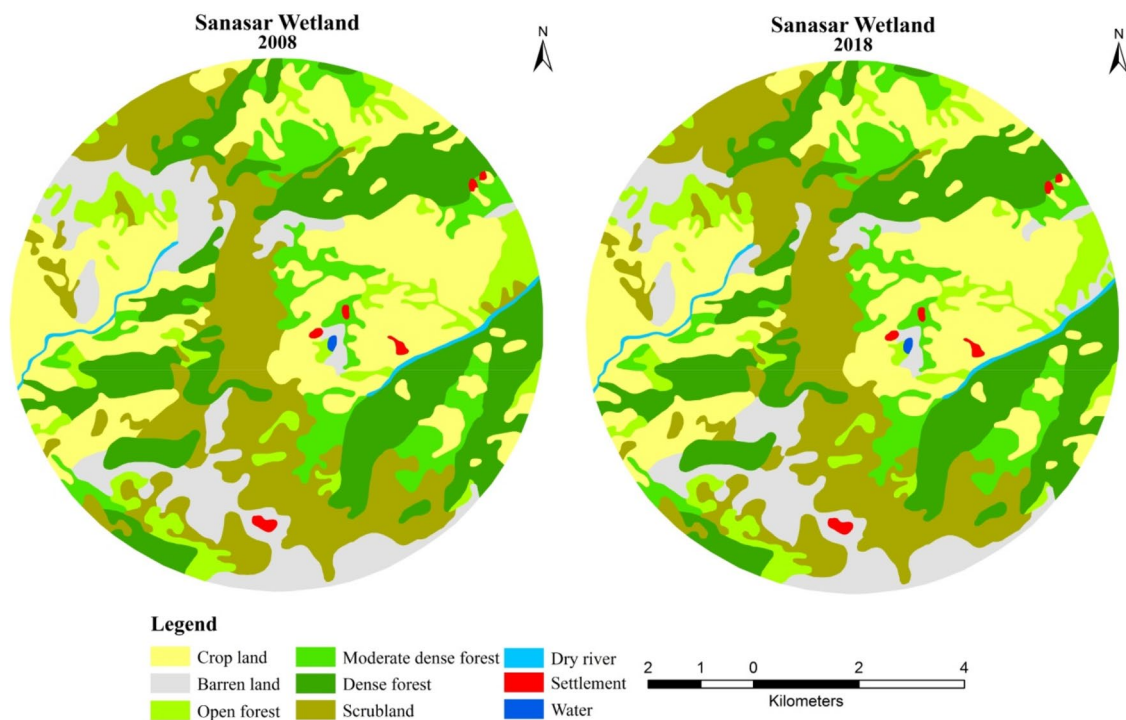 Sanasar Wetland
2008
N
Sanasar Wetland
2018
N
Legend
Crop land
Barren land
Open forest
Moderate dense forest
Dense forest
Scrubland
Dry river
Settlement
Water
2 1 0 2 4
Kilometers